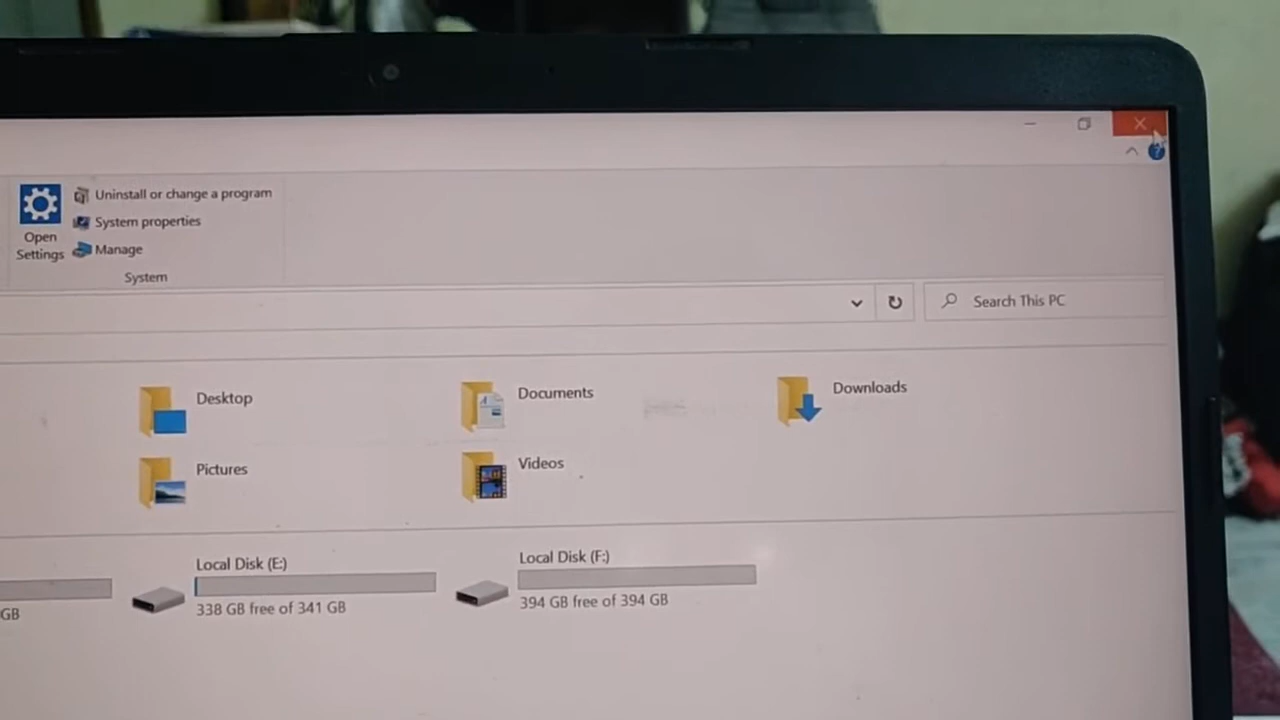 Uninstall or change a program
System properties
Open Settings
Manage
System
Search This PC
Desktop
Documents
Downloads
Pictures
Videos
Local Disk (E:)
Local Disk (F:)
GB
338 GB free of 341 GB
394 GB free of 394 GB